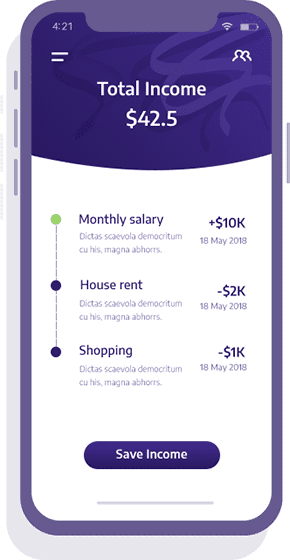 4:21
Total Income
$42.5
Monthly salary
+$10K
Dictas scaevola democritum
cu his, magna abhorrs.
18 May 2018
House rent
-$2K
Dictas scaevola democritum
cu his, magna abhorrs.
18 May 2018
Shopping
-$1K
Dictas scaevola democritum
cu his, magna abhorrs.
18 May 2018
Save Income